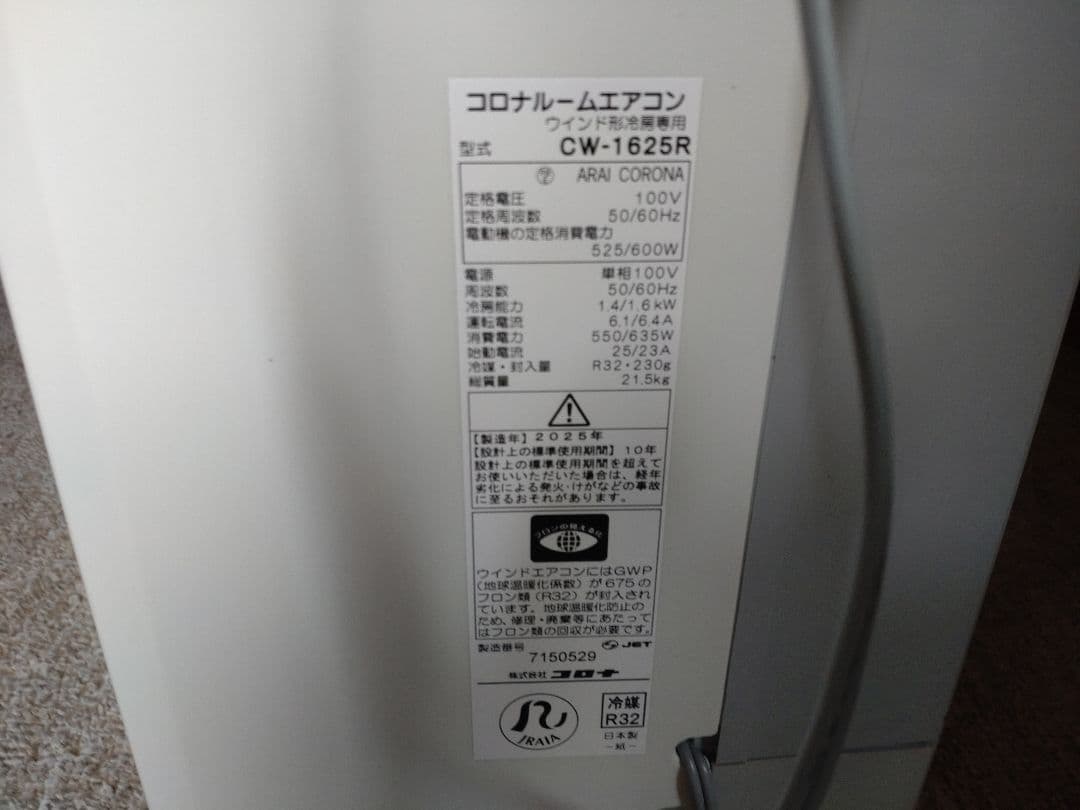 コロナルームエアコン
ウインド形冷房専用
型式 CW-1625R
ARAI CORONA
定格電圧 100V
定格周波数 50/60Hz
電動機の定格消費電力
525/600W
電源 単相100V
周波数 50/60Hz
冷房能力 1.4/1.6kW
運転電流 6.1/6.4A
消費電力 550/635W
始動電流 25/23A
冷媒・封入量 R32・230g
総質量 21.5kg
【製造年】2025年
【設計上の標準使用期間】10年
設計上の標準使用期間を超えて
お使いいただいた場合は、経年
劣化による発火・けがなどの事故
に至るおそれがあります。
フロンの見える化
ウインドエアコンにはGWP
(地球温暖化係数)が675の
フロン類(R32)が封入され
ています。地球温暖化防止の
ため、修理・廃棄等にあたって
はフロン類の回収が必要です。
製造番号 JET
7150529
株式会社 コロナ
JRAIA
冷媒
R32
日本製
-紙-